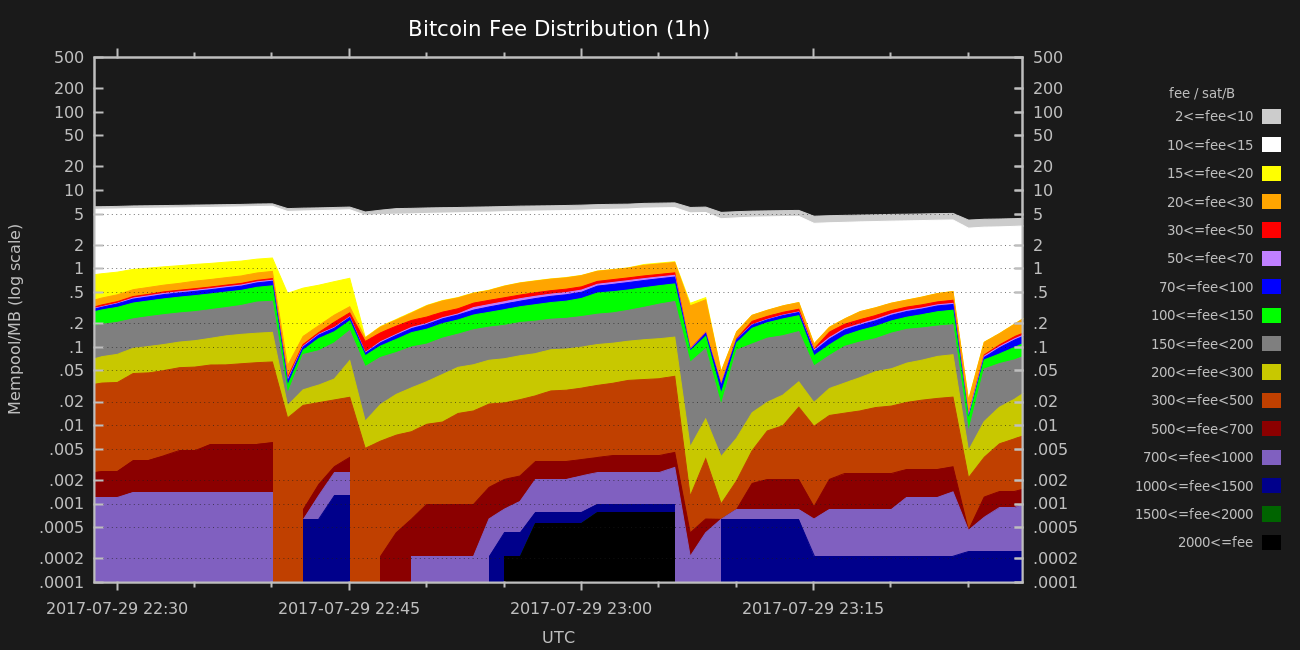 Bitcoin Fee Distribution (1h)
500
200
100
50
20
10
5
2
1
.5
.2
.1
.05
.02
.01
.005
.002
.001
.0005
.0002
.0001
Mempool/MB (log scale)
500
200
100
50
20
10
5
2
1
.5
.2
.1
.05
.02
.01
.005
.002
.001
.0005
.0002
.0001
2017-07-29 22:30
2017-07-29 22:45
2017-07-29 23:00
2017-07-29 23:15
UTC
fee / sat/B
2<=fee<10
10<=fee<15
15<=fee<20
20<=fee<30
30<=fee<50
50<=fee<70
70<=fee<100
100<=fee<150
150<=fee<200
200<=fee<300
300<=fee<500
500<=fee<700
700<=fee<1000
1000<=fee<1500
1500<=fee<2000
2000<=fee